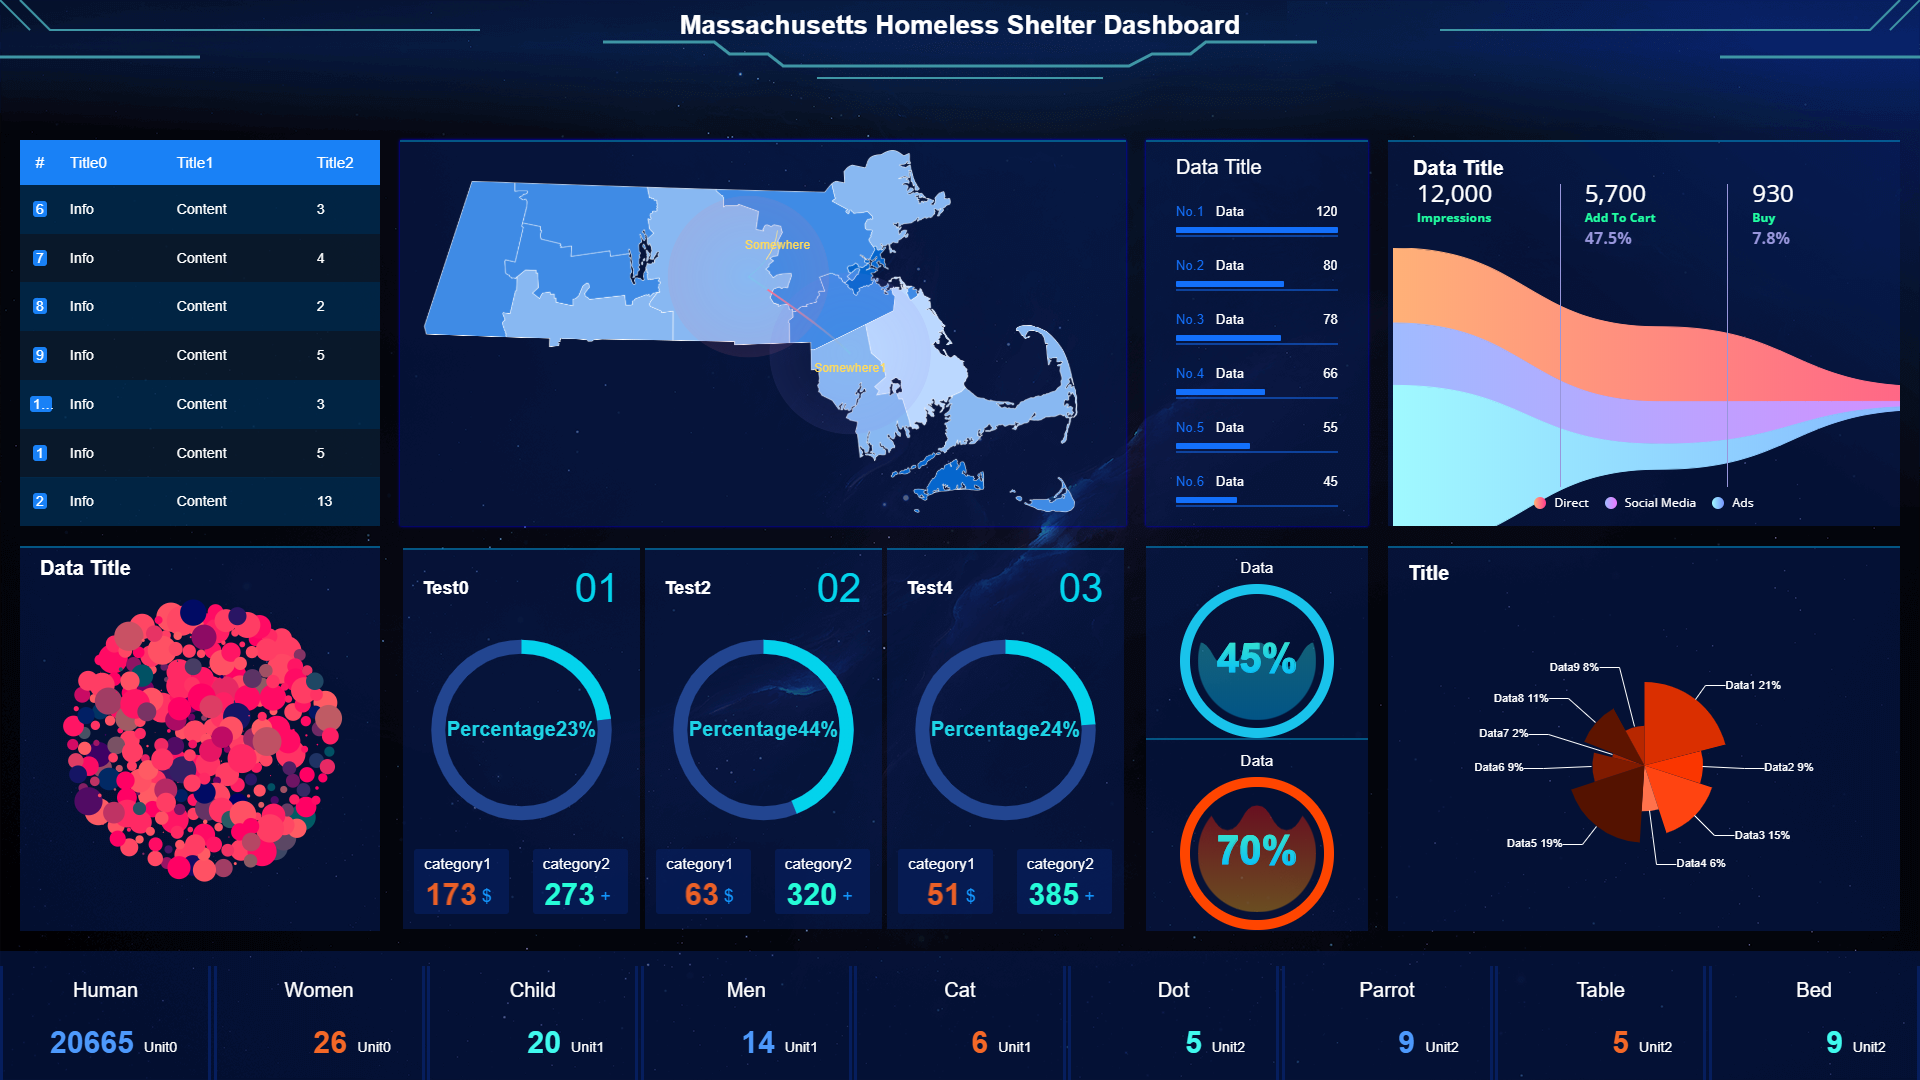 Massachusetts Homeless Shelter Dashboard
# Title0 Title1 Title2
6 Info Content 3
7 Info Content 4
8 Info Content 2
9 Info Content 5
1... Info Content 3
1 Info Content 5
2 Info Content 13
Somewhere
Somewhere1
Data Title
No.1 Data 120
No.2 Data 80
No.3 Data 78
No.4 Data 66
No.5 Data 55
No.6 Data 45
Data Title
12,000 5,700 930
Impressions Add To Cart Buy
47.5% 7.8%
Direct Social Media Ads
Data Title
Test0 01
Percentage23%
category1 category2
173 $ 273 +
Test2 02
Percentage44%
category1 category2
63 $ 320 +
Test4 03
Percentage24%
category1 category2
51 $ 385 +
Data
45%
Data
70%
Title
Data9 8%
Data1 21%
Data8 11%
Data7 2%
Data6 9%
Data2 9%
Data3 15%
Data5 19%
Data4 6%
Human Women Child Men Cat Dot Parrot Table Bed
20665 Unit0 26 Unit0 20 Unit1 14 Unit1 6 Unit1 5 Unit2 9 Unit2 5 Unit2 9 Unit2